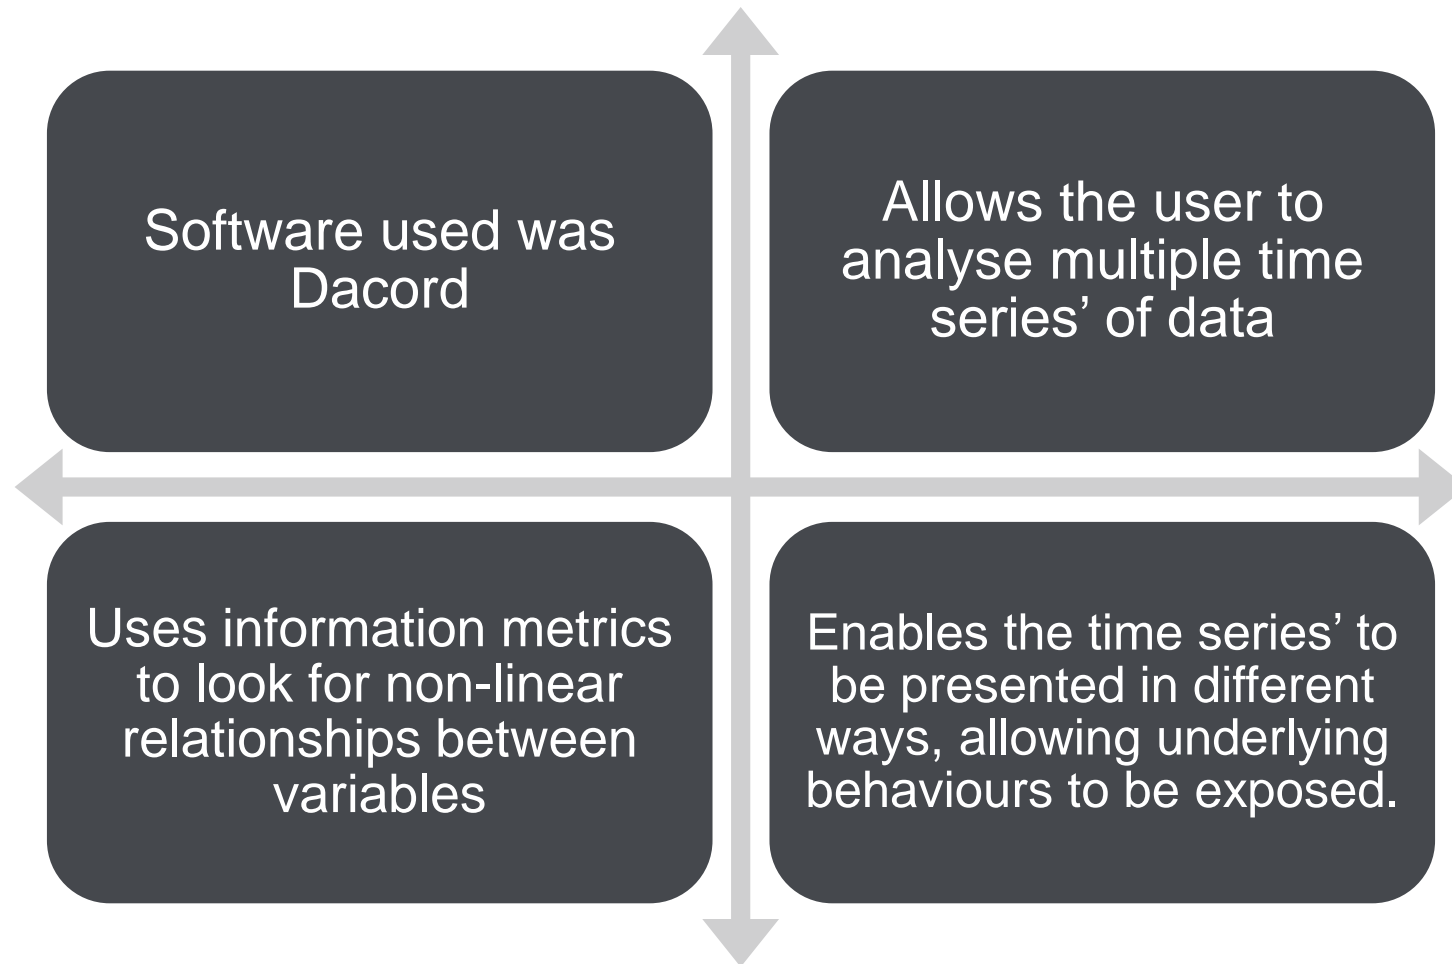 Software used was
Dacord
Allows the user to
analyse multiple time
series’ of data
Uses information metrics
to look for non-linear
relationships between
variables
Enables the time series’ to
be presented in different
ways, allowing underlying
behaviours to be exposed.